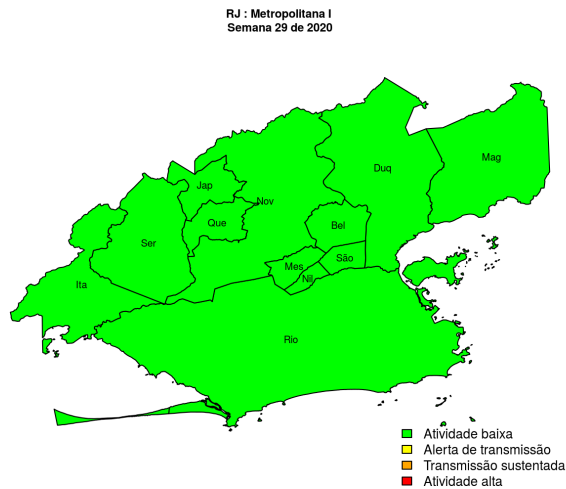 RJ : Metropolitana I
Semana 29 de 2020
Mag
Duq
Jap
Nov
Que
Bel
Ser
São
Mes
Nil
Ita
Rio
Atividade baixa
Alerta de transmissão
Transmissão sustentada
Atividade alta